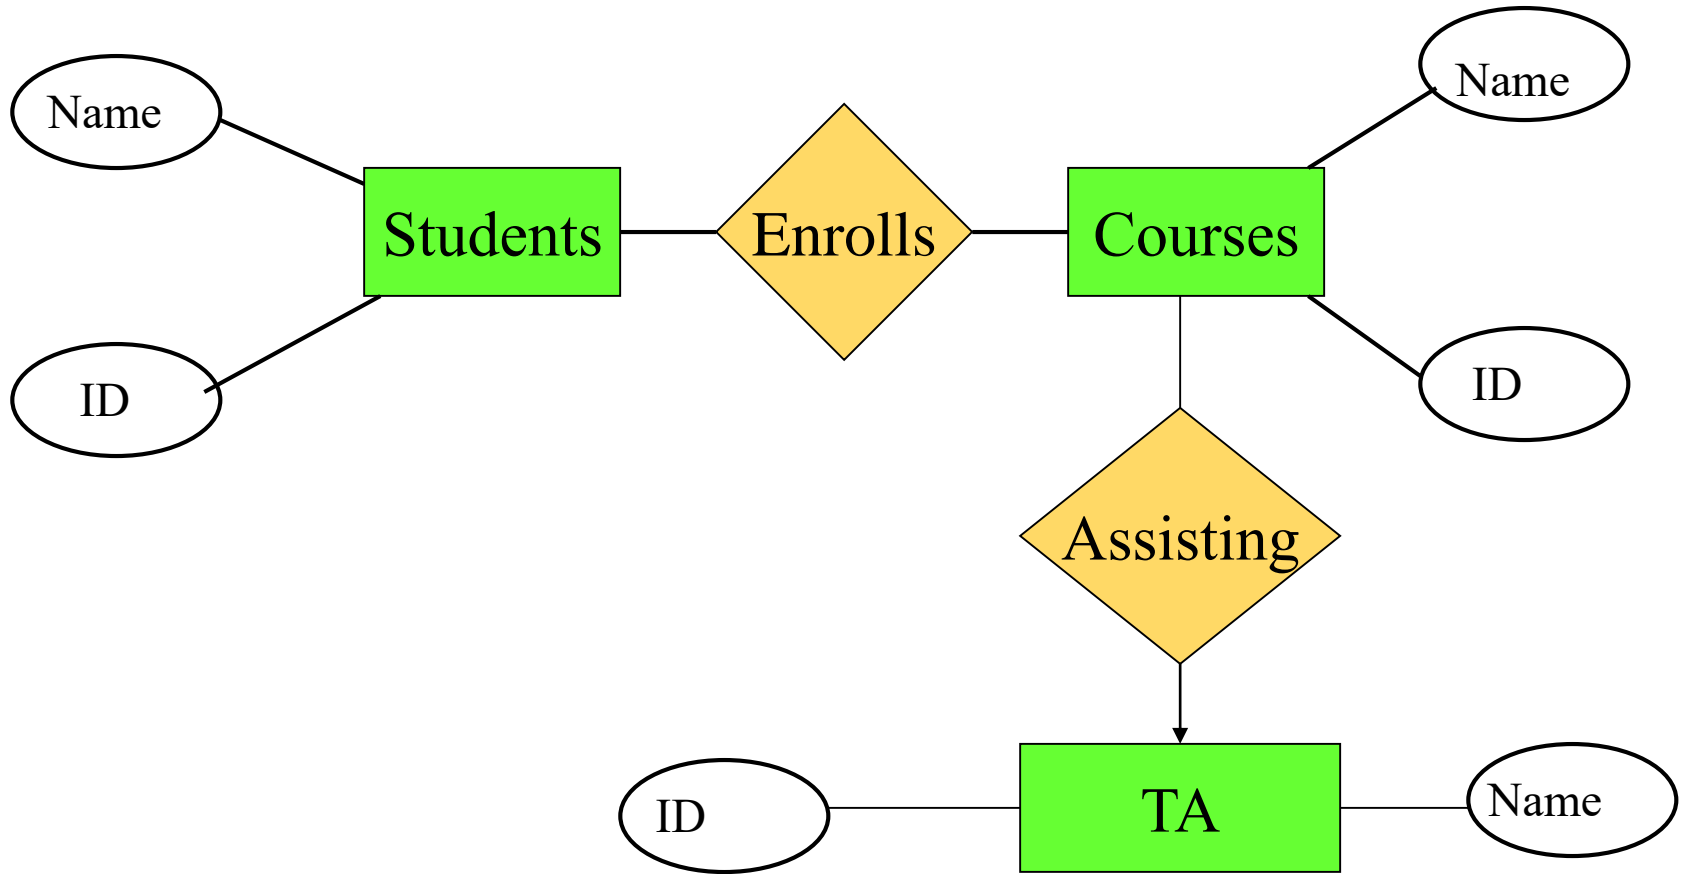 Name
Name
Students
Enrolls
Courses
ID
ID
Assisting
ID
TA
Name